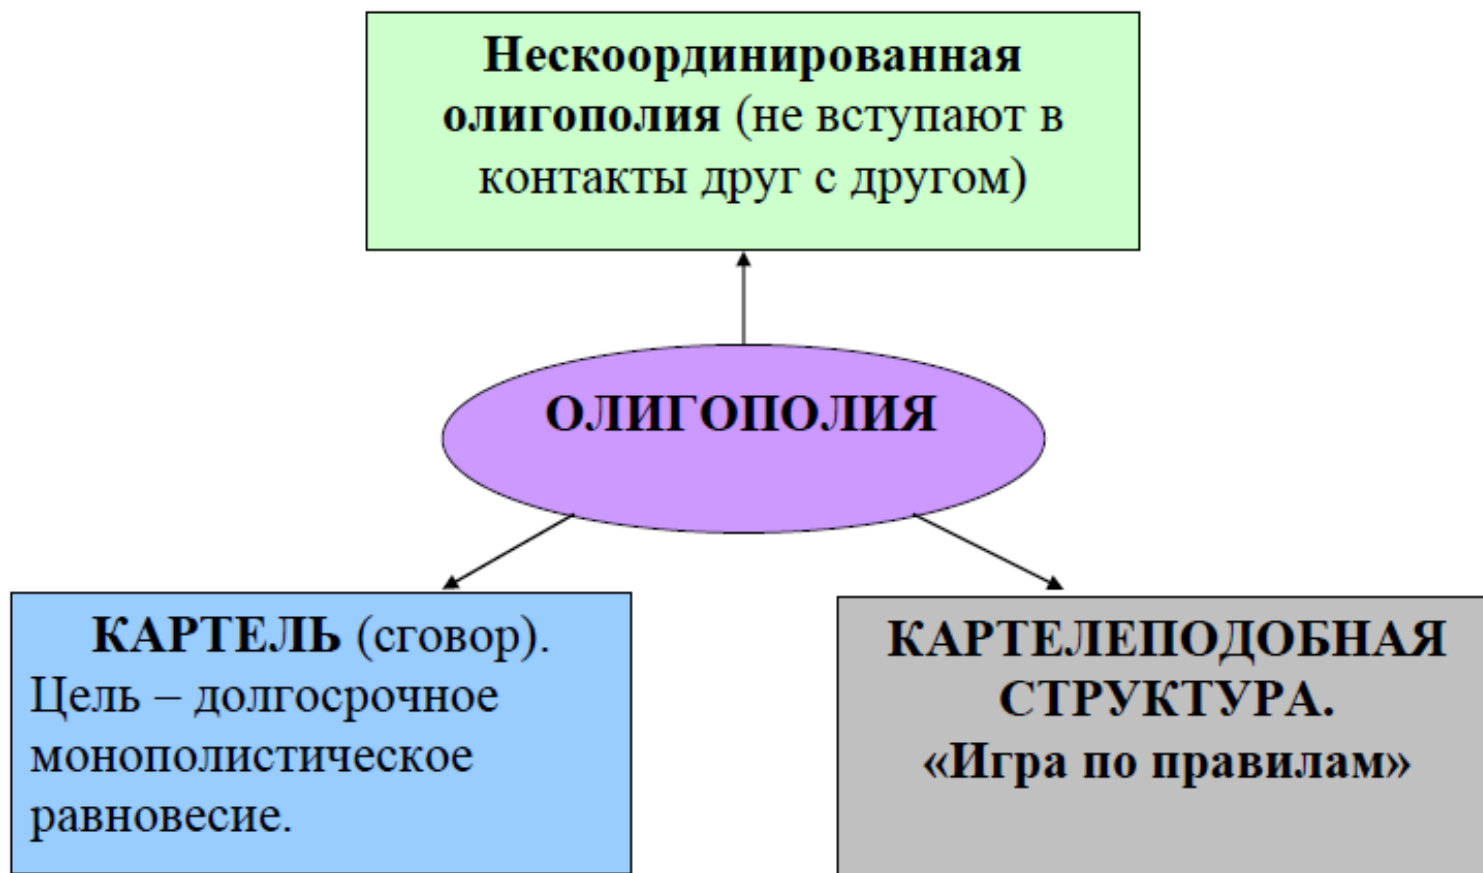 Нескоординированная
олигополия (не вступают в
контакты друг с другом)
ОЛИГОПОЛИЯ
КАРТЕЛЬ (сговор).
Цель – долгосрочное
монополистическое
равновесие.
КАРТЕЛЕПОДОБНАЯ
СТРУКТУРА.
«Игра по правилам»